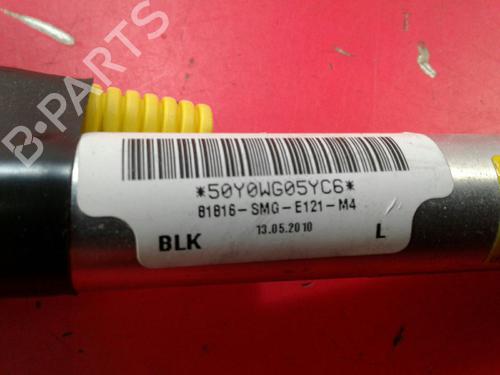 B-PARTS
*50Y0WG05YC6*
81816-SMG-E121-M4
13.05.2010
BLK L